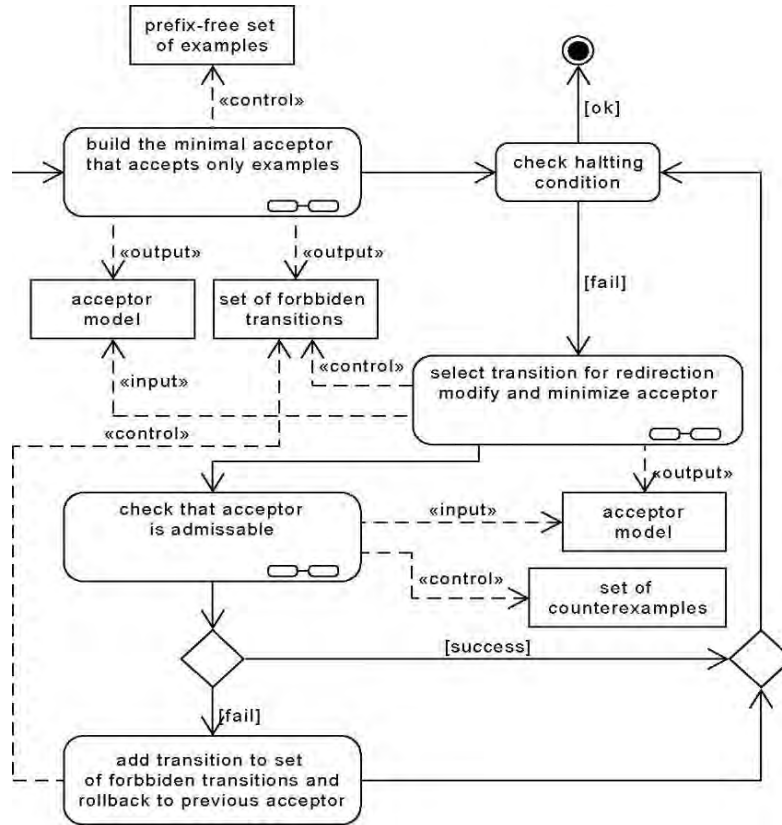 prefix-free set
of examples
«control»
[ok]
build the minimal acceptor
that accepts only examples
check haltting
condition
«output»
«output»
acceptor
model
set of forbbiden
transitions
[fail]
«input»
«control»
select transition for redirection
modify and minimize acceptor
«control»
«output»
check that acceptor
is admissable
«input»
acceptor
model
«control»
set of
counterexamples
[success]
[fail]
add transition to set
of forbbiden transitions and
rollback to previous acceptor